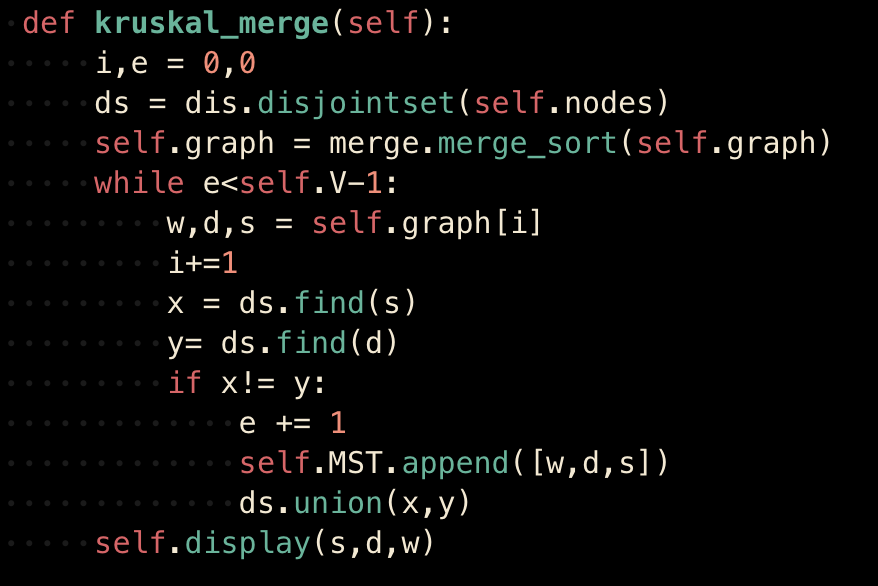 def kruskal_merge(self):
    i,e = 0,0
    ds = dis.disjointset(self.nodes)
    self.graph = merge.merge_sort(self.graph)
    while e<self.V-1:
        w,d,s = self.graph[i]
        i+=1
        x = ds.find(s)
        y= ds.find(d)
        if x!= y:
            e += 1
            self.MST.append([w,d,s])
            ds.union(x,y)
    self.display(s,d,w)